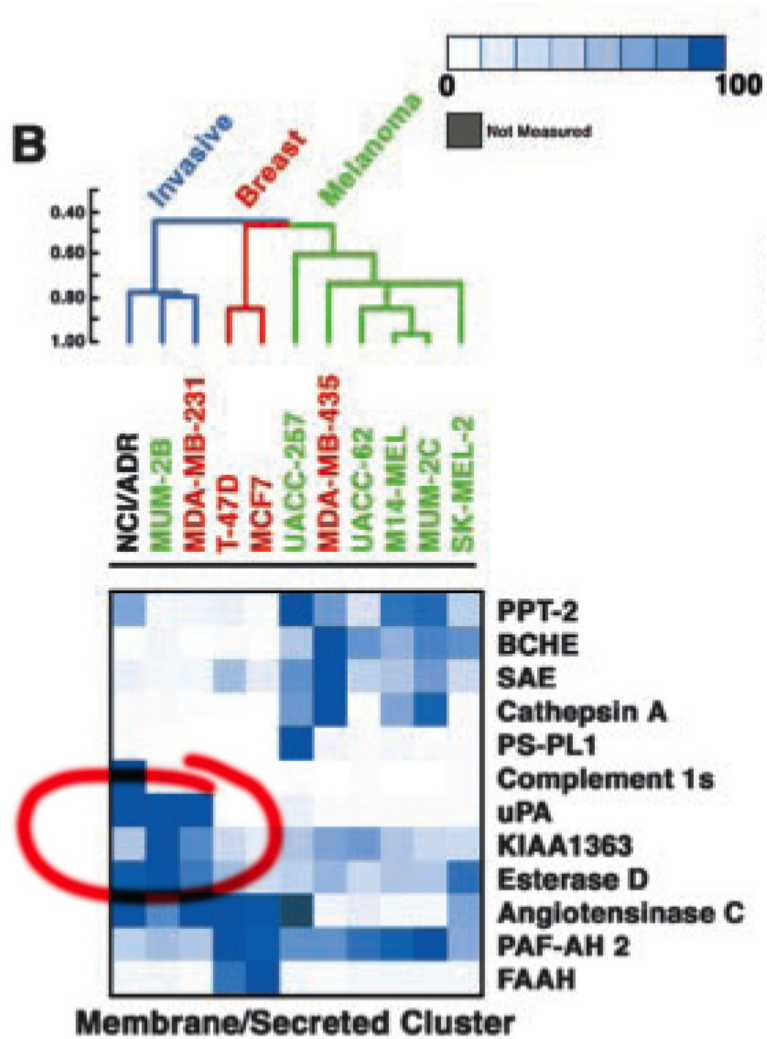 0 100
Not Measured
B
Invasive
Breast
Melanoma
0.40
0.60
0.80
1.00
NCI/ADR
MUM-2B
MDA-MB-231
T-47D
MCF7
UACC-257
MDA-MB-435
UACC-62
M14-MEL
MUM-2C
SK-MEL-2
PPT-2
BCHE
SAE
Cathepsin A
PS-PL1
Complement 1s
uPA
KIAA1363
Esterase D
Angiotensinase C
PAF-AH 2
FAAH
Membrane/Secreted Cluster